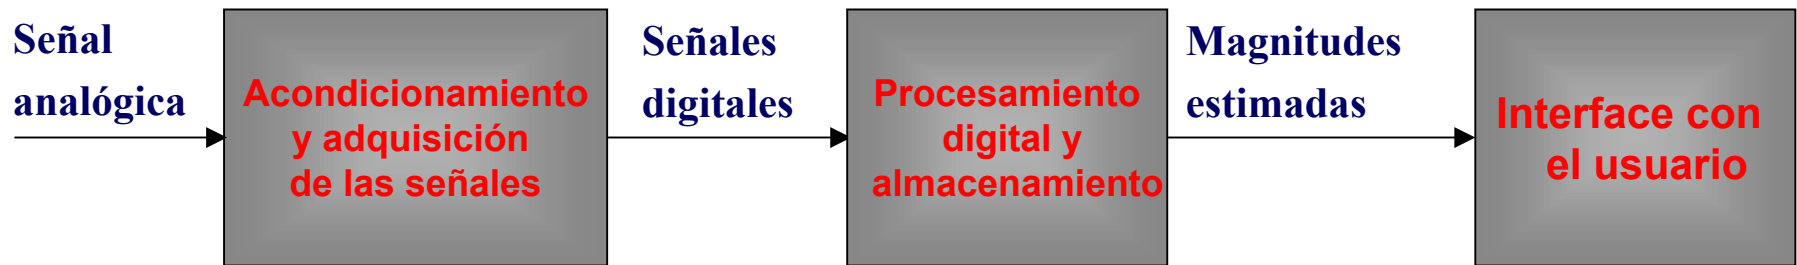 Señal
analógica
Acondicionamiento
y adquisición
de las señales
Señales
digitales
Procesamiento
digital y
almacenamiento
Magnitudes
estimadas
Interface con
el usuario